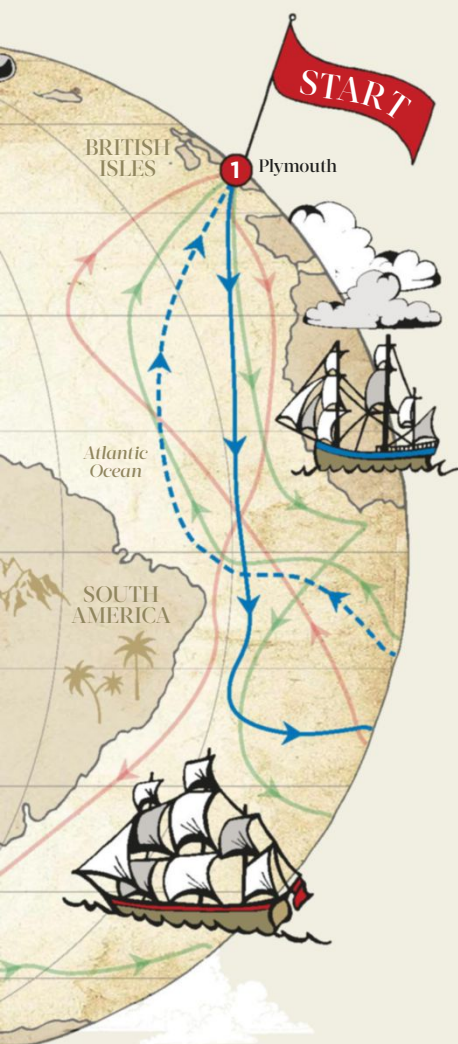 START
BRITISH
ISLES
1
Plymouth
Atlantic
Ocean
SOUTH
AMERICA